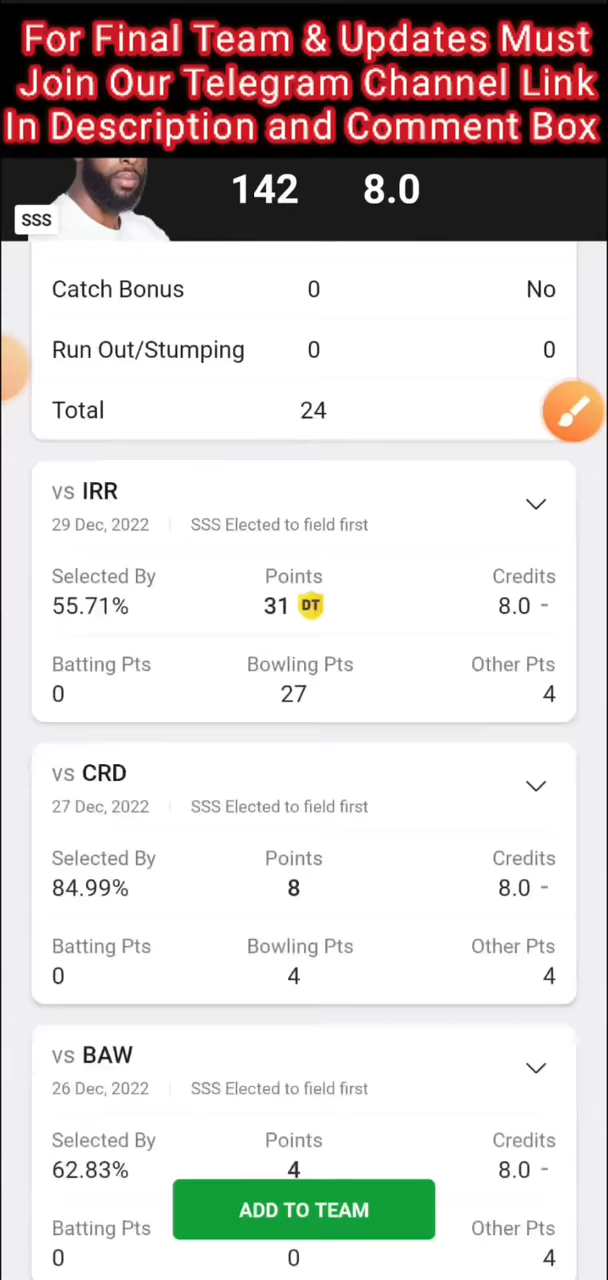 For Final Team & Updates Must
Join Our Telegram Channel Link
In Description and Comment Box
142 8.0
SSS
Catch Bonus 0 No
Run Out/Stumping 0 0
Total 24
vs IRR
29 Dec, 2022 SSS Elected to field first
Selected By Points Credits
55.71% 31 DT 8.0 -
Batting Pts Bowling Pts Other Pts
0 27 4
vs CRD
27 Dec, 2022 SSS Elected to field first
Selected By Points Credits
84.99% 8 8.0 -
Batting Pts Bowling Pts Other Pts
0 4 4
vs BAW
26 Dec, 2022 SSS Elected to field first
Selected By Points Credits
62.83% 4 8.0 -
ADD TO TEAM
Batting Pts Other Pts
0 0 4